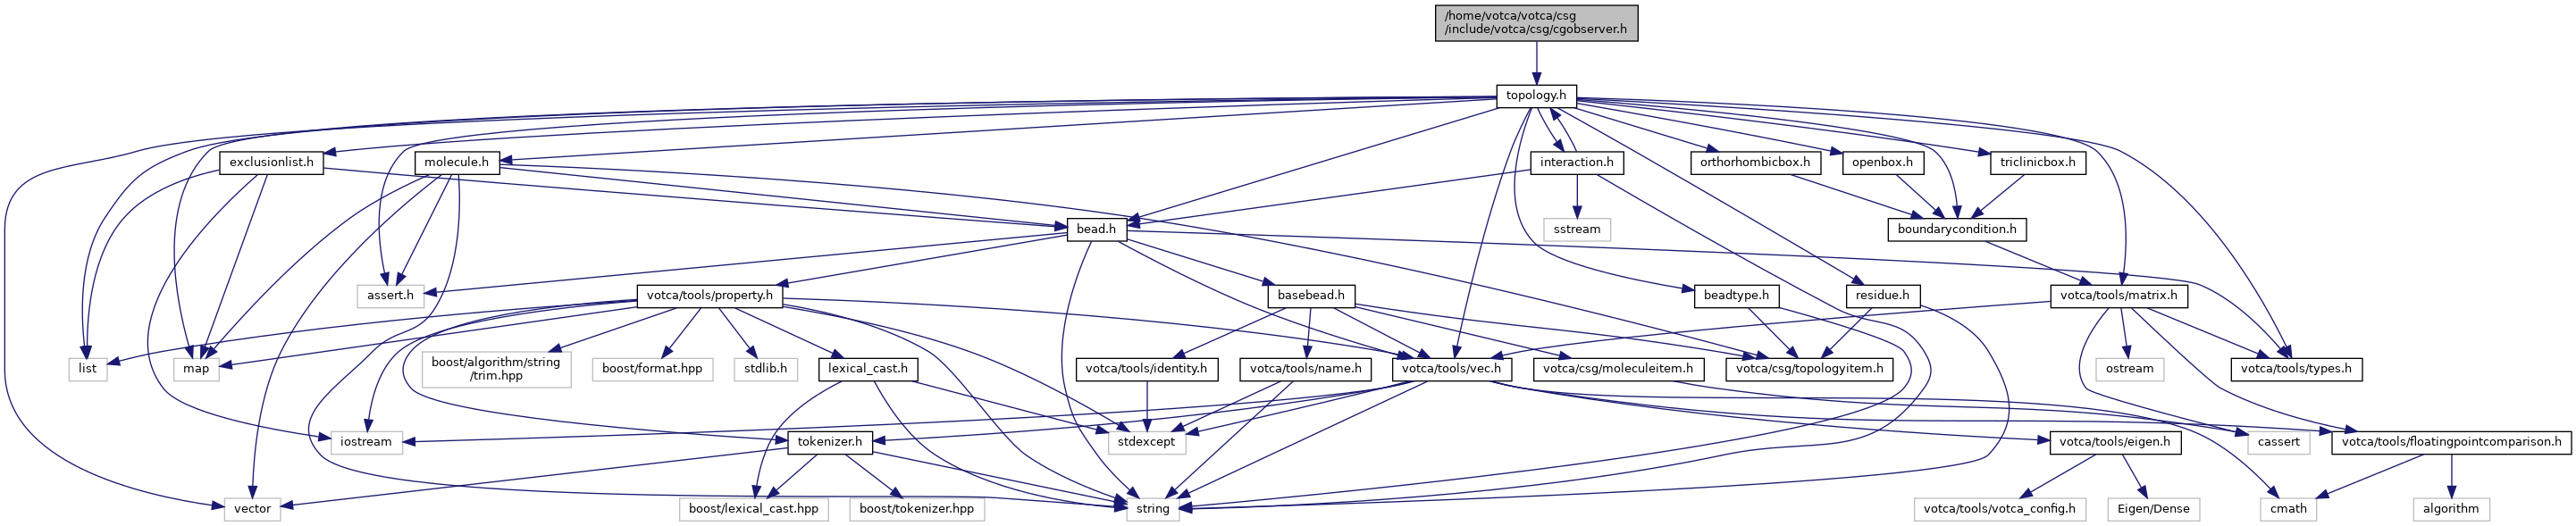 /home/votca/votca/csg
/include/votca/csg/cgobserver.h
topology.h
exclusionlist.h
molecule.h
interaction.h
orthorhombicbox.h
openbox.h
triclinicbox.h
bead.h
sstream
boundarycondition.h
assert.h
votca/tools/property.h
basebead.h
beadtype.h
residue.h
votca/tools/matrix.h
list
map
boost/algorithm/string
/trim.hpp
boost/format.hpp
stdlib.h
lexical_cast.h
votca/tools/identity.h
votca/tools/name.h
votca/tools/vec.h
votca/csg/moleculeitem.h
votca/csg/topologyitem.h
ostream
votca/tools/types.h
iostream
tokenizer.h
stdexcept
votca/tools/eigen.h
cassert
votca/tools/floatingpointcomparison.h
vector
boost/lexical_cast.hpp
boost/tokenizer.hpp
string
votca/tools/votca_config.h
Eigen/Dense
cmath
algorithm